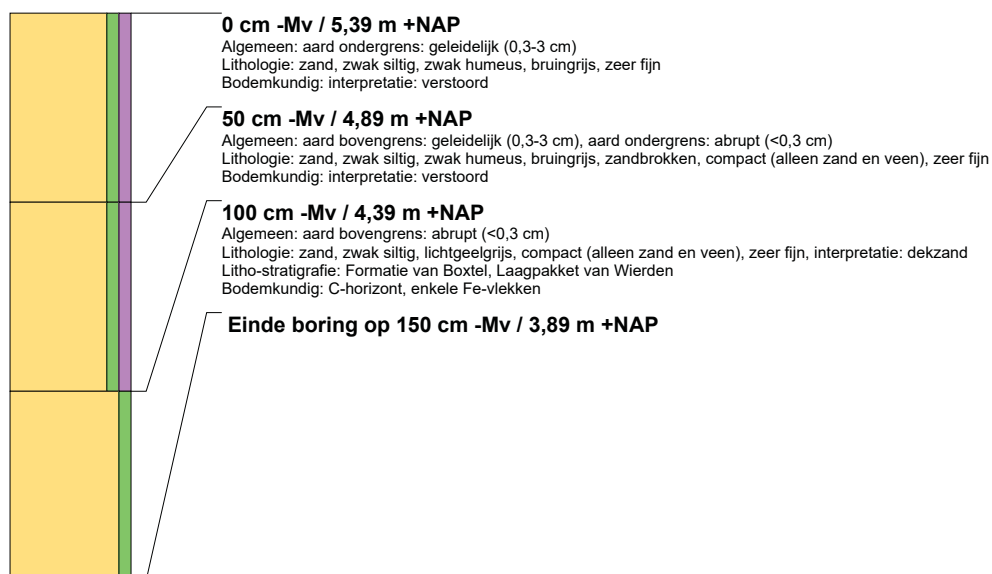 0 cm -Mv / 5,39 m +NAP
Algemeen: aard ondergrens: geleidelijk (0,3-3 cm)
Lithologie: zand, zwak siltig, zwak humeus, bruingrijs, zeer fijn
Bodemkundig: interpretatie: verstoord
50 cm -Mv / 4,89 m +NAP
Algemeen: aard bovengrens: geleidelijk (0,3-3 cm), aard ondergrens: abrupt (<0,3 cm)
Lithologie: zand, zwak siltig, zwak humeus, bruingrijs, zandbrokken, compact (alleen zand en veen), zeer fijn
Bodemkundig: interpretatie: verstoord
100 cm -Mv / 4,39 m +NAP
Algemeen: aard bovengrens: abrupt (<0,3 cm)
Lithologie: zand, zwak siltig, lichtgeelgrijs, compact (alleen zand en veen), zeer fijn, interpretatie: dekzand
Litho-stratigrafie: Formatie van Boxtel, Laagpakket van Wierden
Bodemkundig: C-horizont, enkele Fe-vlekken
Einde boring op 150 cm -Mv / 3,89 m +NAP